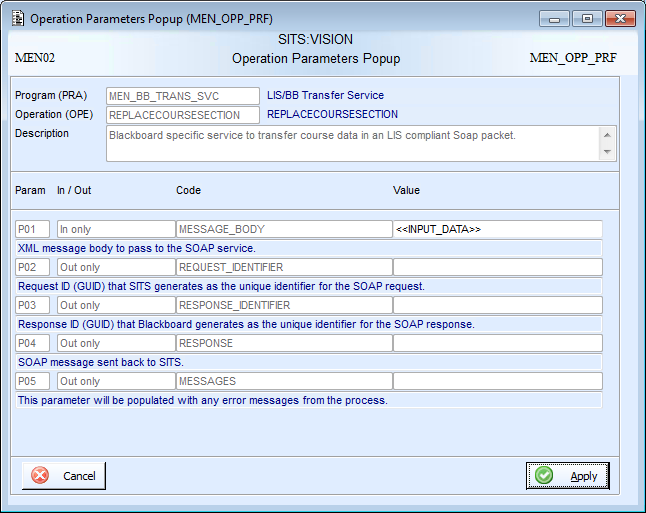 Operation Parameters Popup (MEN_OPP_PRF)
SITS:VISION
MEN02 Operation Parameters Popup MEN_OPP_PRF
Program (PRA) MEN_BB_TRANS_SVC LIS/BB Transfer Service
Operation (OPE) REPLACECOURSESECTION REPLACECOURSESECTION
Description Blackboard specific service to transfer course data in an LIS compliant Soap packet.
Param In / Out Code Value
P01 In only MESSAGE_BODY <<INPUT_DATA>>
XML message body to pass to the SOAP service.
P02 Out only REQUEST_IDENTIFIER
Request ID (GUID) that SITS generates as the unique identifier for the SOAP request.
P03 Out only RESPONSE_IDENTIFIER
Response ID (GUID) that Blackboard generates as the unique identifier for the SOAP response.
P04 Out only RESPONSE
SOAP message sent back to SITS.
P05 Out only MESSAGES
This parameter will be populated with any error messages from the process.
Cancel Apply